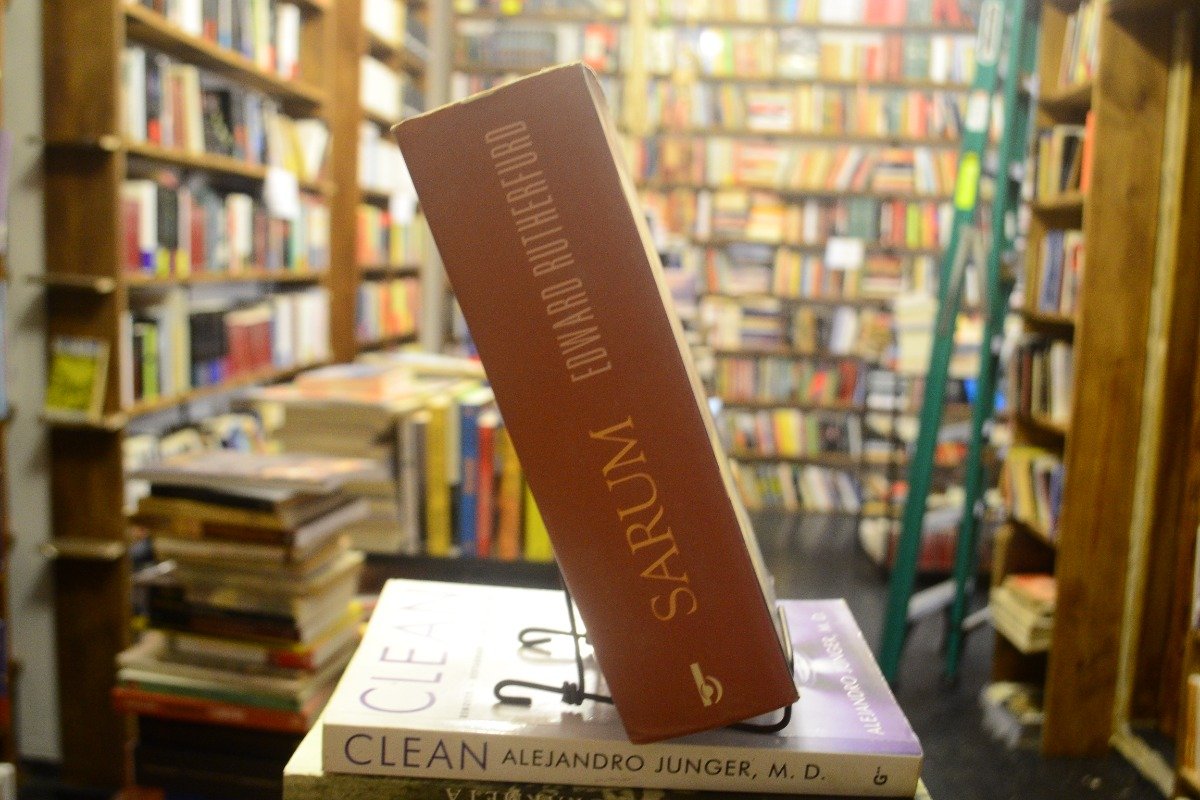 EDWARD RUTHERFURD
SARUM
CLEAN
ALEJANDRO JUNGER, M. D.
CLEAN ALEJANDRO JUNGER, M. D.